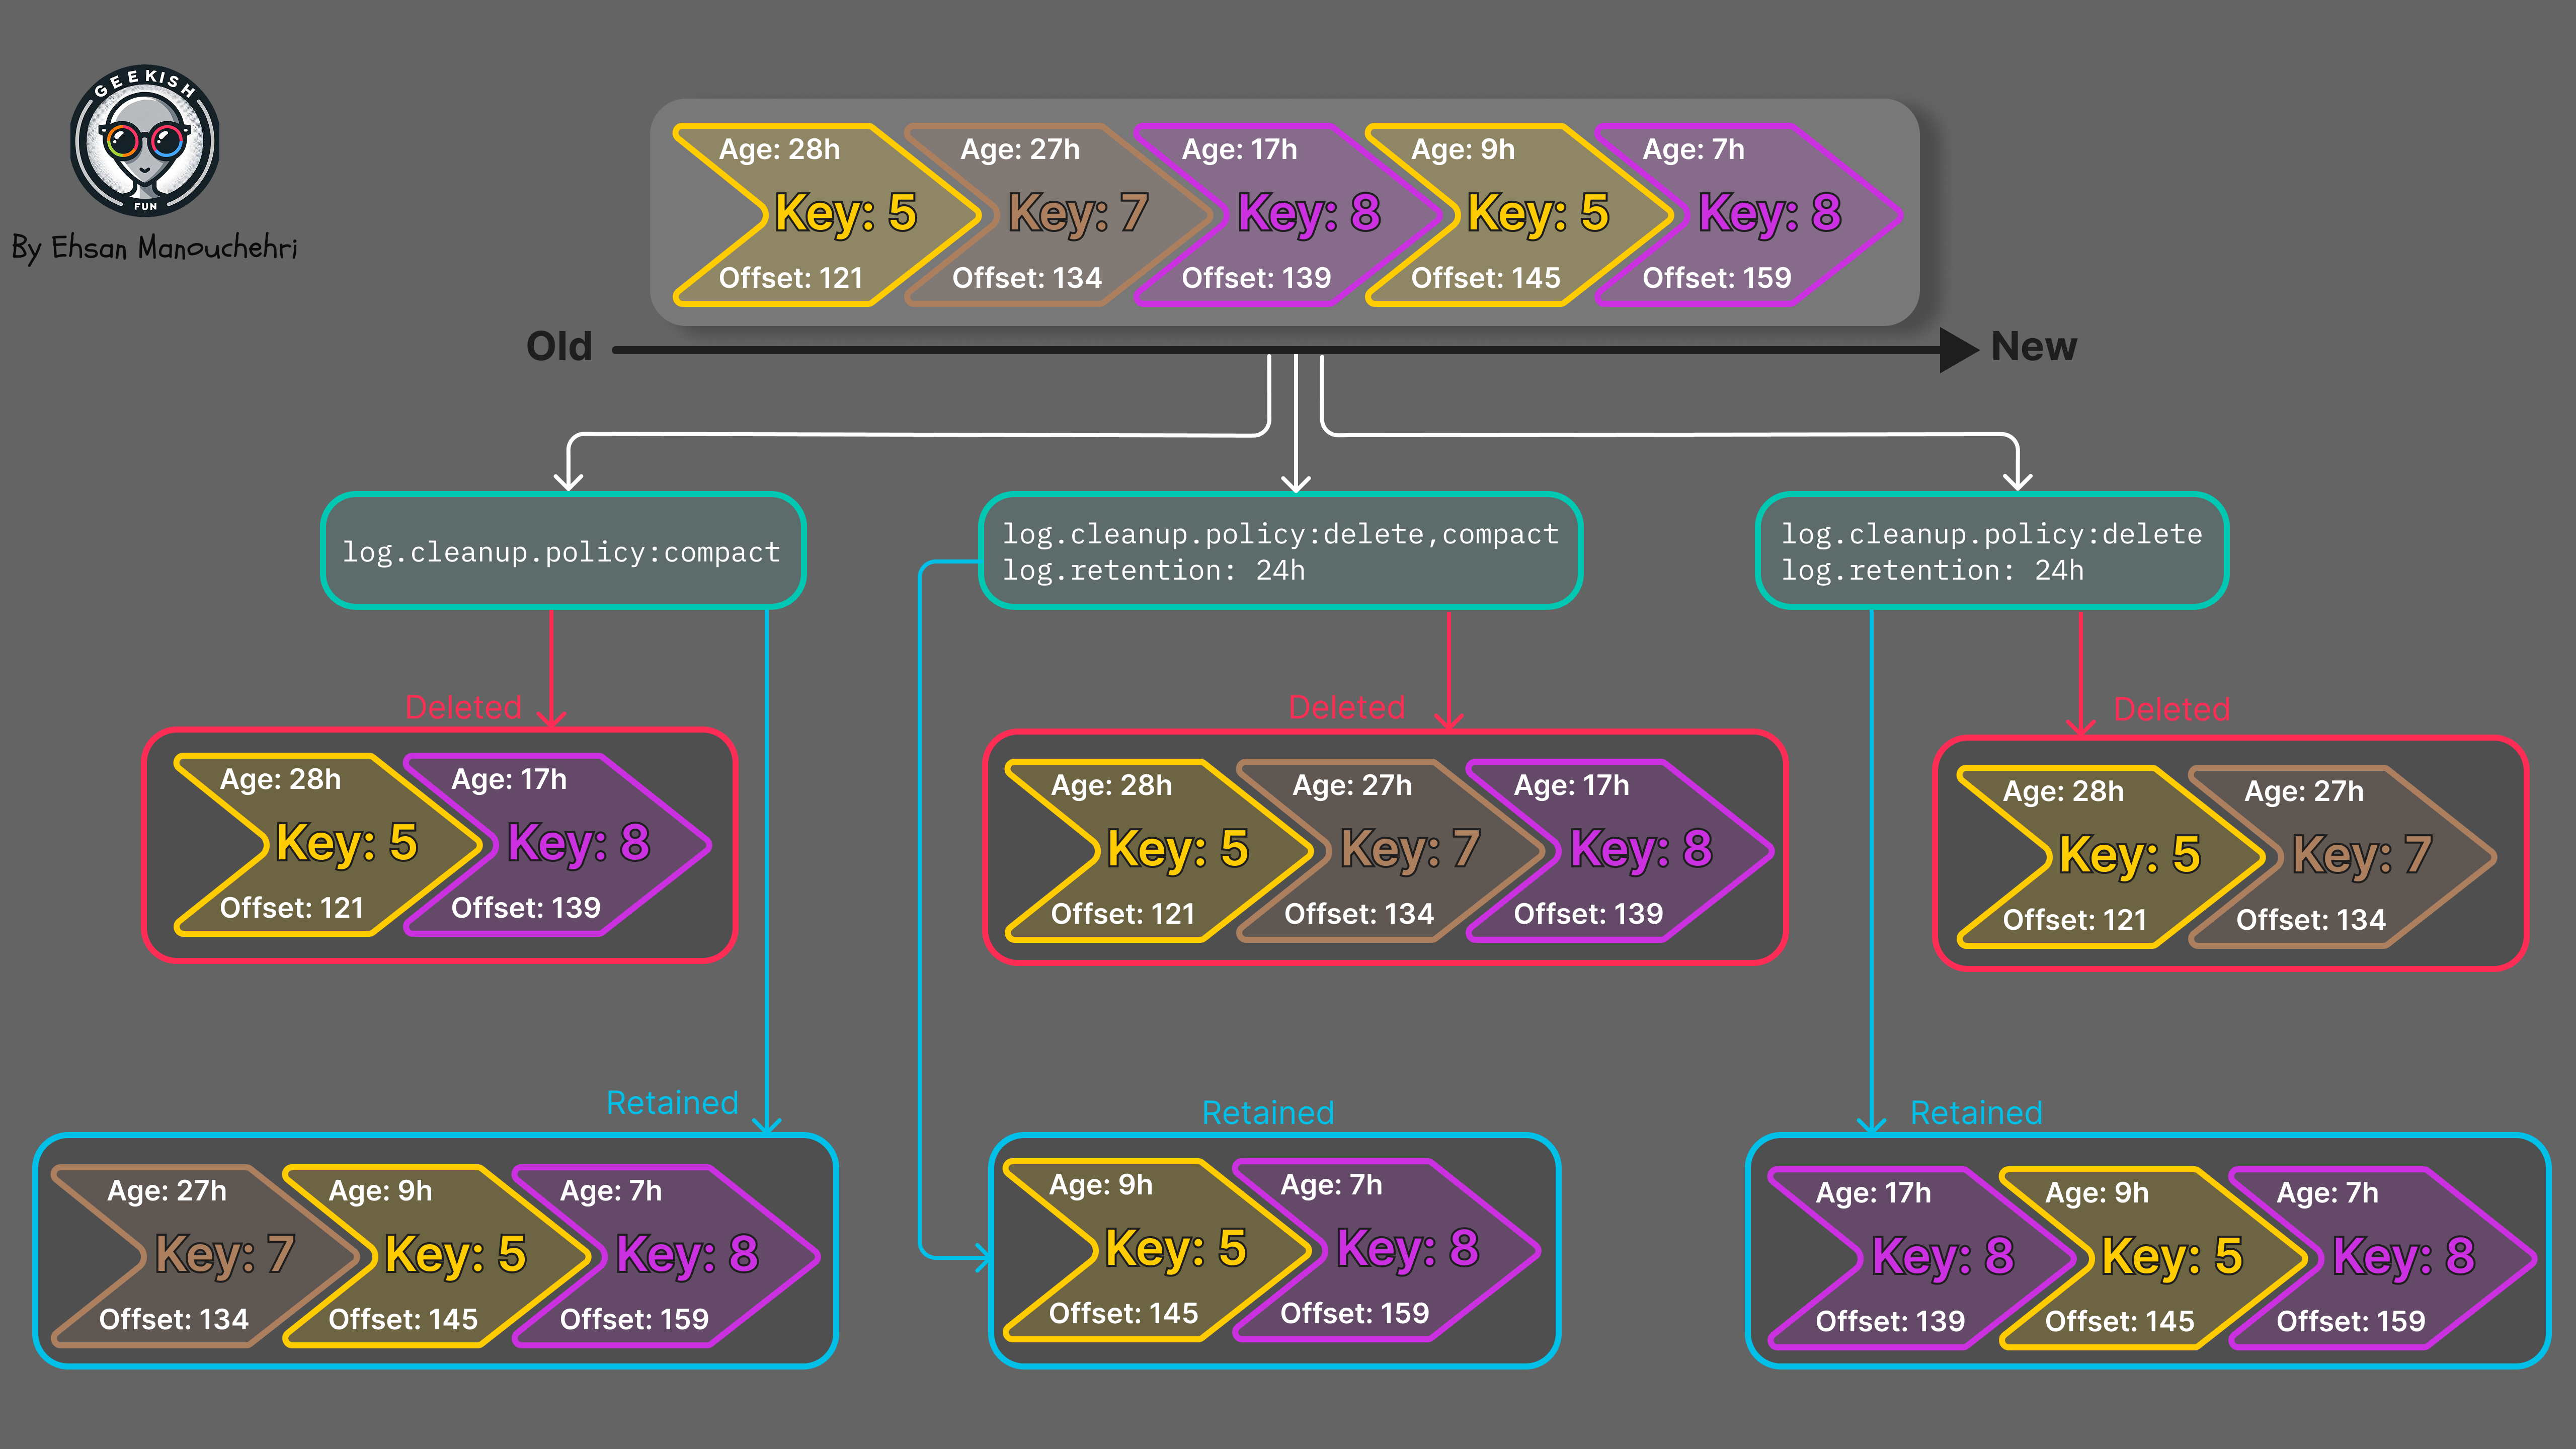 GEEKISH
FUN
By Ehsan Manouchehri
Age: 28h
Key: 5
Offset: 121
Age: 27h
Key: 7
Offset: 134
Age: 17h
Key: 8
Offset: 139
Age: 9h
Key: 5
Offset: 145
Age: 7h
Key: 8
Offset: 159
Old
New
log.cleanup.policy:compact
log.cleanup.policy:delete,compact
log.retention: 24h
log.cleanup.policy:delete
log.retention: 24h
Deleted
Age: 28h
Key: 5
Offset: 121
Age: 17h
Key: 8
Offset: 139
Deleted
Age: 28h
Key: 5
Offset: 121
Age: 27h
Key: 7
Offset: 134
Age: 17h
Key: 8
Offset: 139
Deleted
Age: 28h
Key: 5
Offset: 121
Age: 27h
Key: 7
Offset: 134
Retained
Age: 27h
Key: 7
Offset: 134
Age: 9h
Key: 5
Offset: 145
Age: 7h
Key: 8
Offset: 159
Retained
Age: 9h
Key: 5
Offset: 145
Age: 7h
Key: 8
Offset: 159
Retained
Age: 17h
Key: 8
Offset: 139
Age: 9h
Key: 5
Offset: 145
Age: 7h
Key: 8
Offset: 159